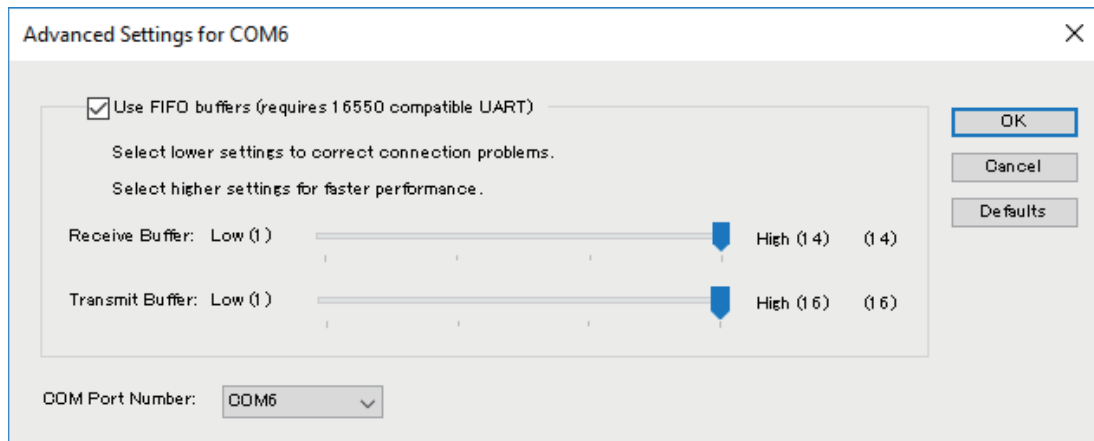 Advanced Settings for COM6
Use FIFO buffers (requires 16550 compatible UART)
Select lower settings to correct connection problems.
Select higher settings for faster performance.
Receive Buffer: Low (1) High (14) (14)
Transmit Buffer: Low (1) High (16) (16)
COM Port Number: COM6
OK
Cancel
Defaults